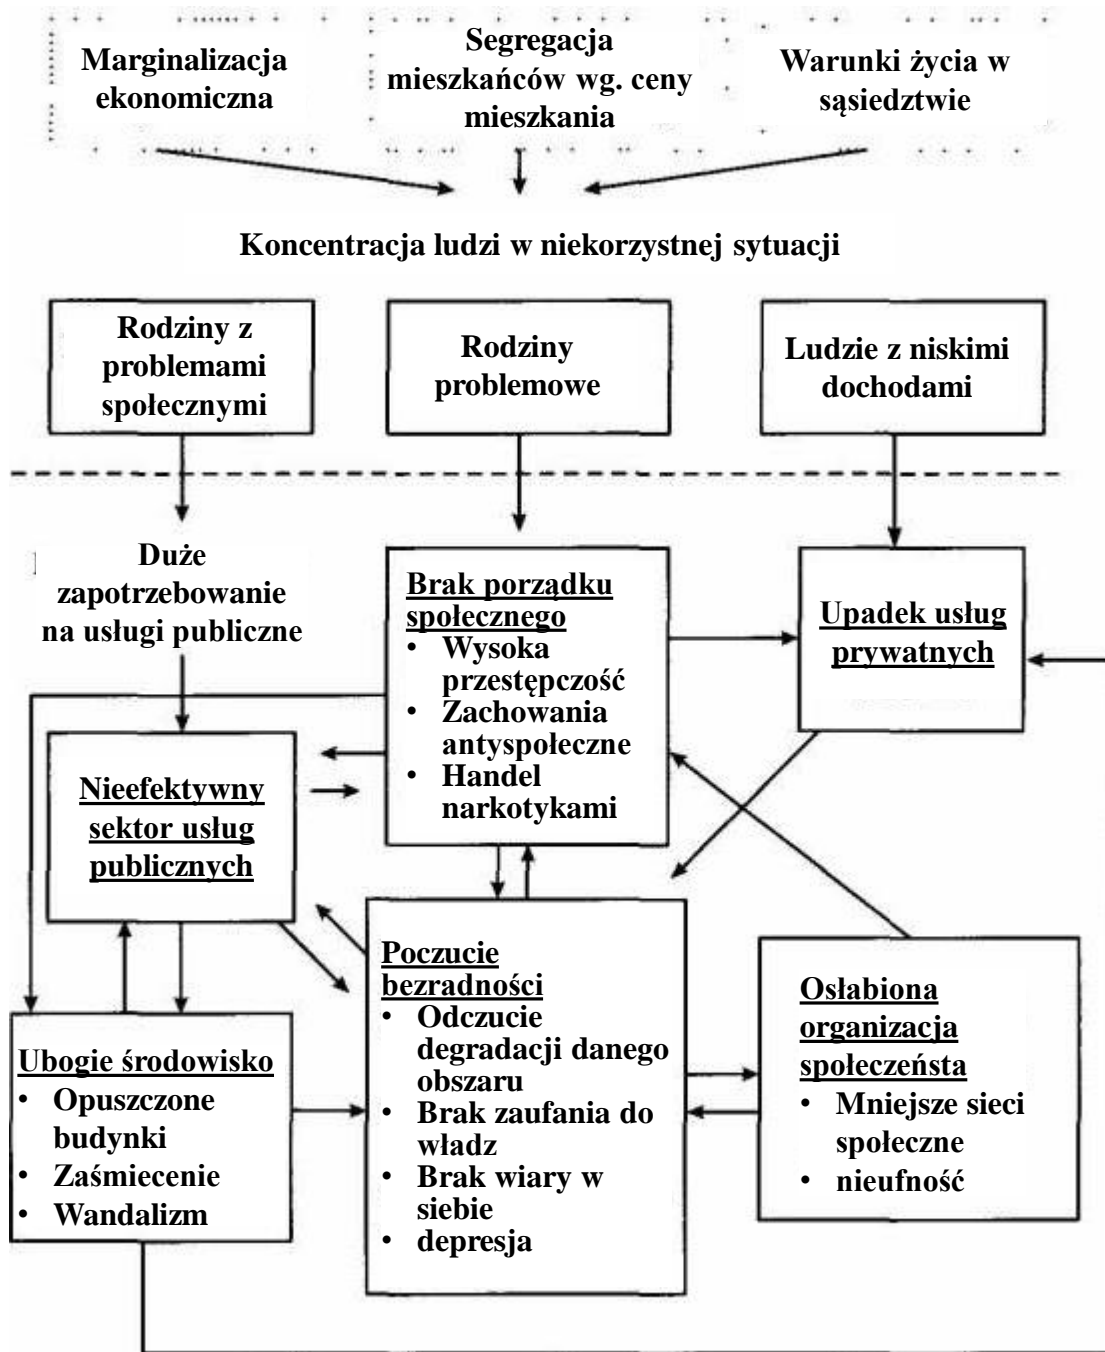 Marginalizacja
ekonomiczna
Segregacja
mieszkańców wg. ceny
mieszkania
Warunki życia w
sąsiedztwie
Koncentracja ludzi w niekorzystnej sytuacji
Rodziny z
problemami
społecznymi
Rodziny
problemowe
Ludzie z niskimi
dochodami
Duże
zapotrzebowanie
na usługi publiczne
Brak porządku
społecznego
• Wysoka
przestępczość
• Zachowania
antyspołeczne
• Handel
narkotykami
Upadek usług
prywatnych
Nieefektywny
sektor usług
publicznych
Ubogie środowisko
• Opuszczone
budynki
• Zaśmiecenie
• Wandalizm
Poczucie
bezradności
• Odczucie
degradacji danego
obszaru
• Brak zaufania do
władz
• Brak wiary w
siebie
• depresja
Osłabiona
organizacja
społeczeństa
• Mniejsze sieci
społeczne
• nieufność